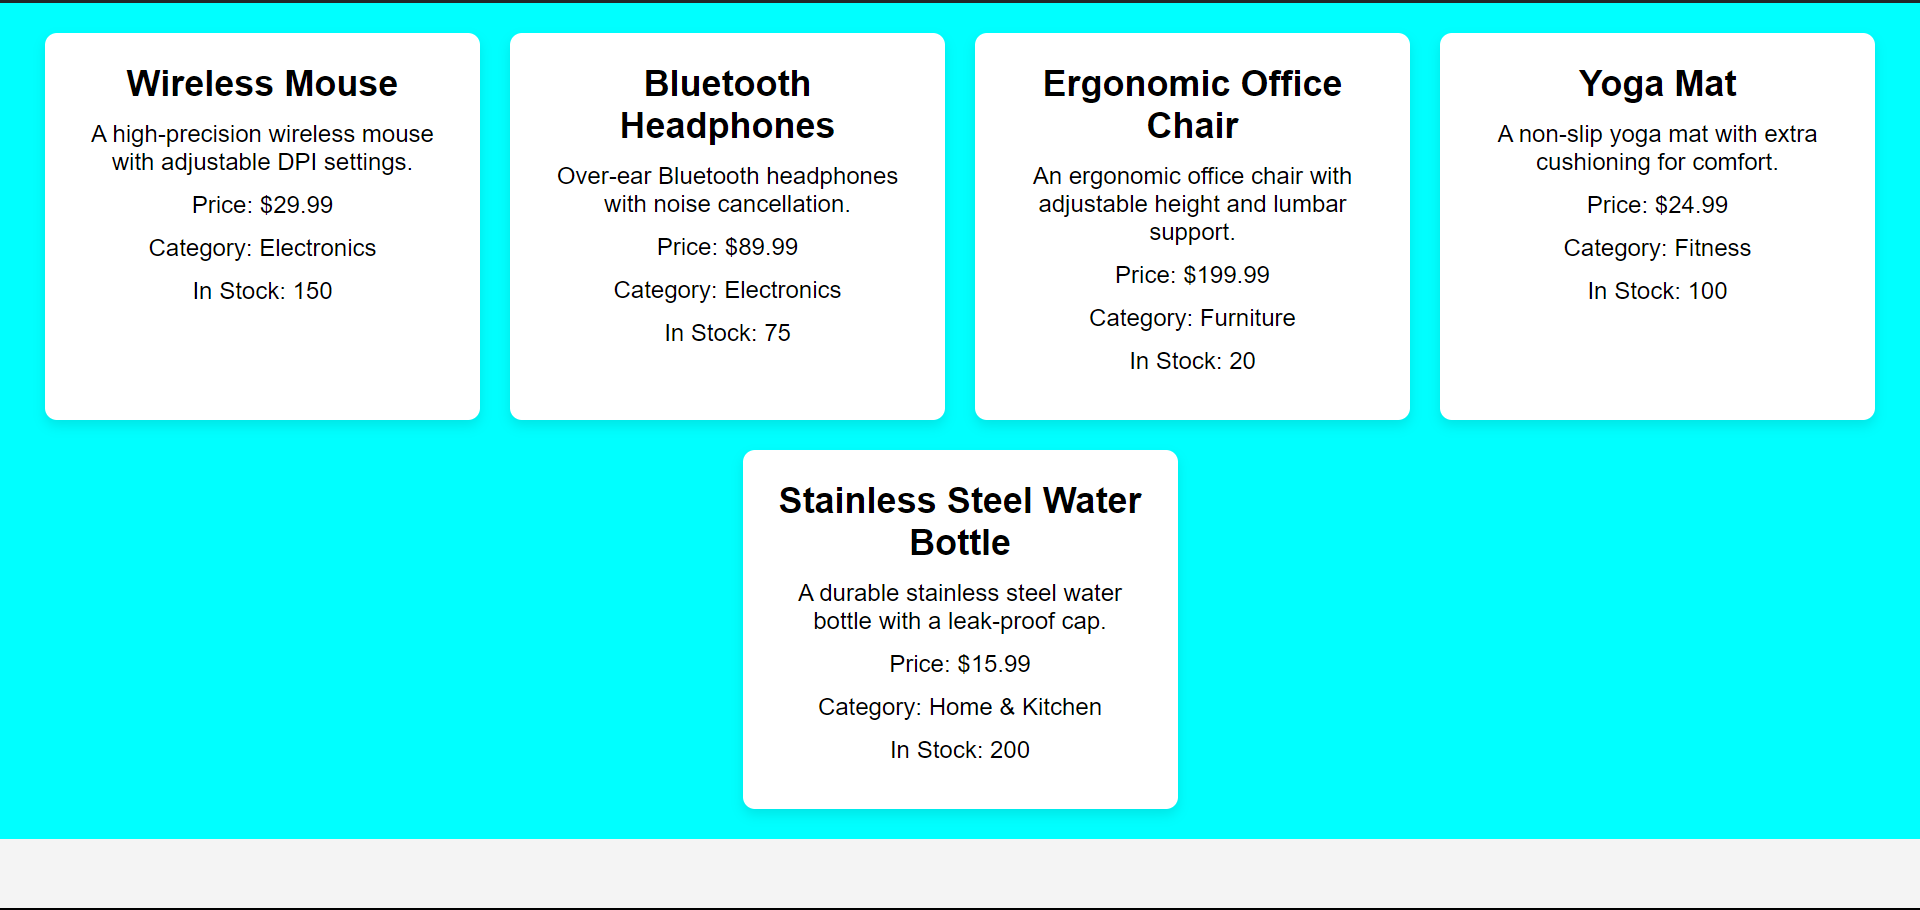 Wireless Mouse
A high-precision wireless mouse
with adjustable DPI settings.
Price: $29.99
Category: Electronics
In Stock: 150
Bluetooth
Headphones
Over-ear Bluetooth headphones
with noise cancellation.
Price: $89.99
Category: Electronics
In Stock: 75
Ergonomic Office
Chair
An ergonomic office chair with
adjustable height and lumbar
support.
Price: $199.99
Category: Furniture
In Stock: 20
Yoga Mat
A non-slip yoga mat with extra
cushioning for comfort.
Price: $24.99
Category: Fitness
In Stock: 100
Stainless Steel Water
Bottle
A durable stainless steel water
bottle with a leak-proof cap.
Price: $15.99
Category: Home & Kitchen
In Stock: 200